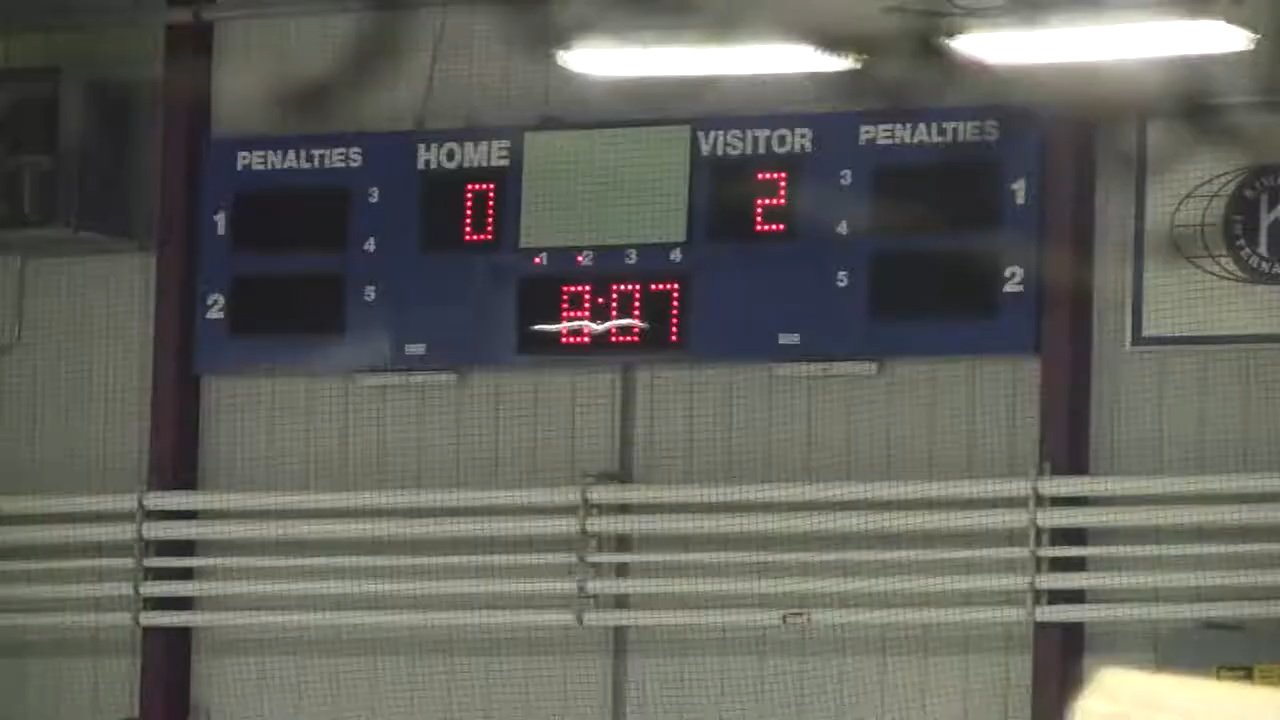 PENALTIES HOME VISITOR PENALTIES
1 3 0 2 3 1
4 4
1 2 3 4
2 5 8:07 5 2